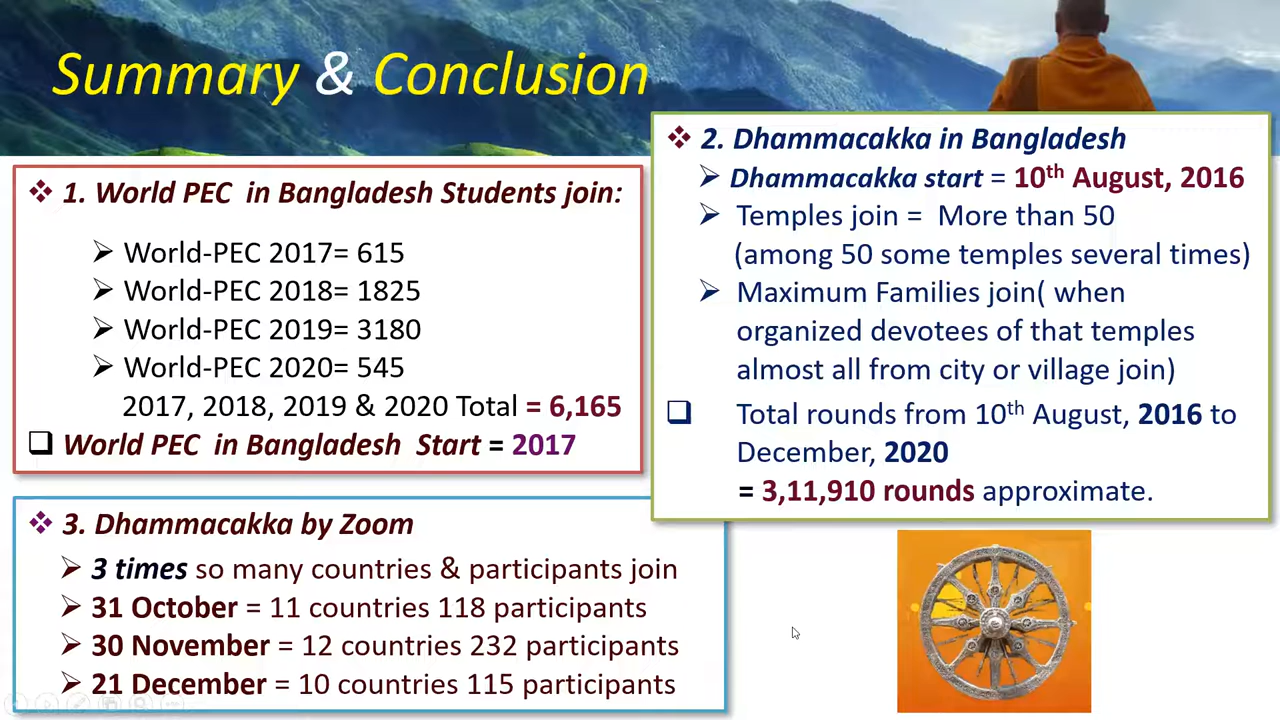 Summary & Conclusion
1. World PEC in Bangladesh Students join:
World-PEC 2017= 615
World-PEC 2018= 1825
World-PEC 2019= 3180
World-PEC 2020= 545
2017, 2018, 2019 & 2020 Total = 6,165
World PEC in Bangladesh Start = 2017
2. Dhammacakka in Bangladesh
Dhammacakka start = 10th August, 2016
Temples join = More than 50
(among 50 some temples several times)
Maximum Families join( when
organized devotees of that temples
almost all from city or village join)
Total rounds from 10th August, 2016 to
December, 2020
= 3,11,910 rounds approximate.
3. Dhammacakka by Zoom
3 times so many countries & participants join
31 October = 11 countries 118 participants
30 November = 12 countries 232 participants
21 December = 10 countries 115 participants